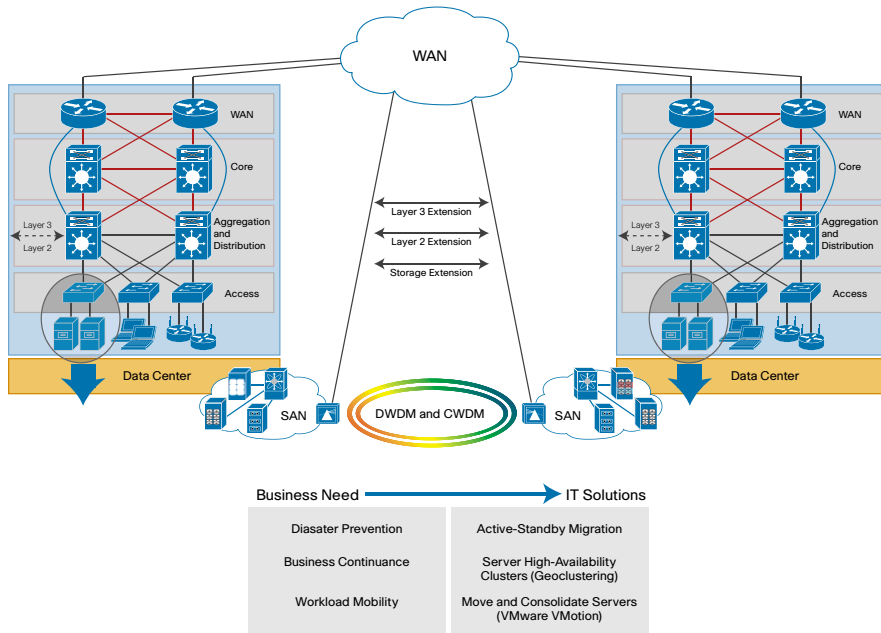 WAN
WAN
Core
Layer 3
Layer 2
Aggregation
and
Distribution
Access
Data Center
WAN
Core
Layer 3
Layer 2
Aggregation
and
Distribution
Access
Data Center
Layer 3 Extension
Layer 2 Extension
Storage Extension
SAN
DWDM and CWDM
SAN
Business Need
IT Solutions
Diasater Prevention
Active-Standby Migration
Business Continuance
Server High-Availability
Clusters (Geoclustering)
Workload Mobility
Move and Consolidate Servers
(VMware VMotion)